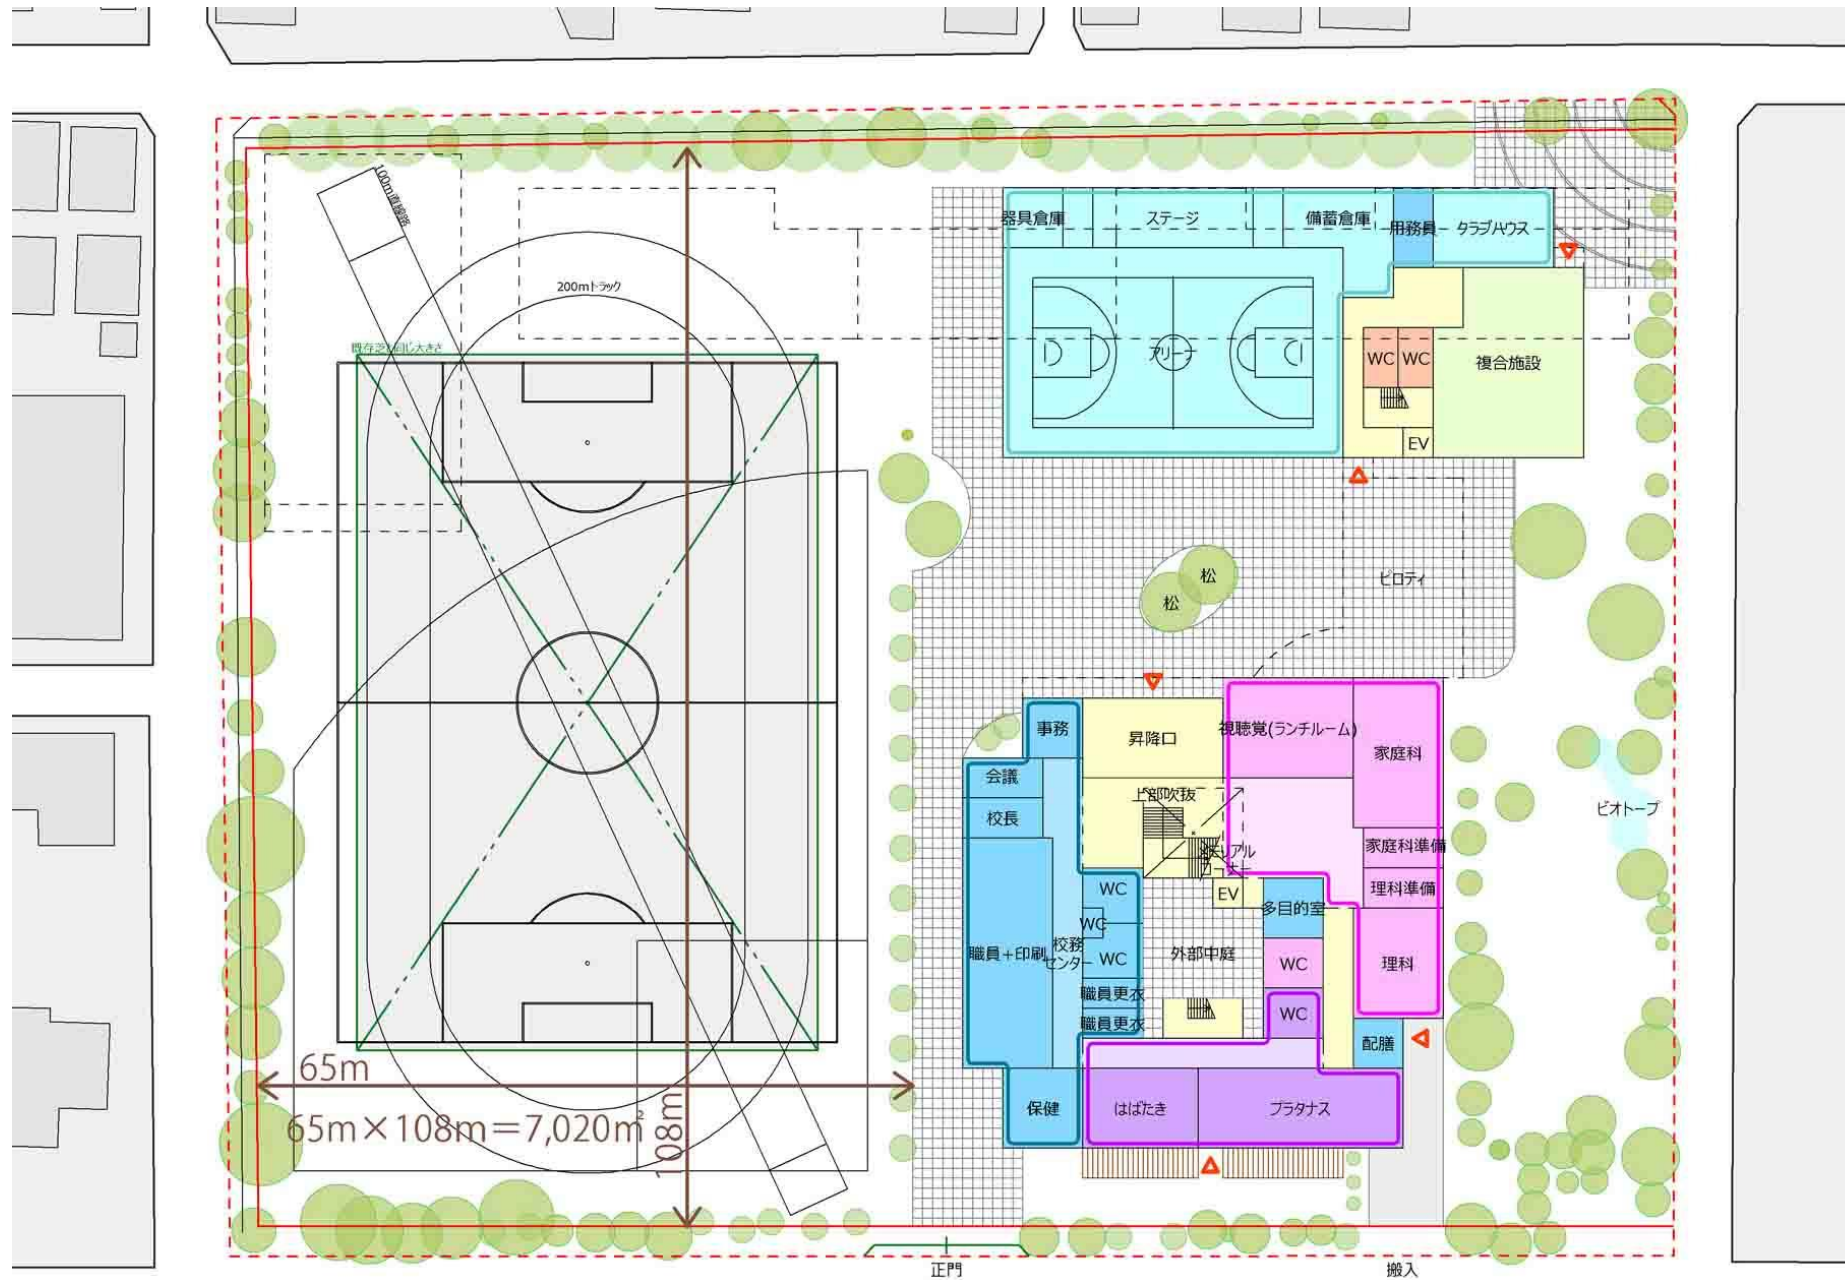 100m直線路
器具倉庫
ステージ
備蓄倉庫
用務員
クラブハウス
200mトラック
既存芝と同じ大きさ
アリーナ
WC
WC
複合施設
EV
松
松
ピロティ
事務
昇降口
視聴覚(ランチルーム)
家庭科
会議
上部吹抜
校長
ビオトープ
家庭科準備
WC
EV
理科準備
多目的室
WC
職員+印刷
校務
センター
WC
外部中庭
WC
理科
職員更衣
職員更衣
WC
配膳
65m
保健
はばたき
プラタナス
65m×108m=7,020㎡
108m
正門
搬入